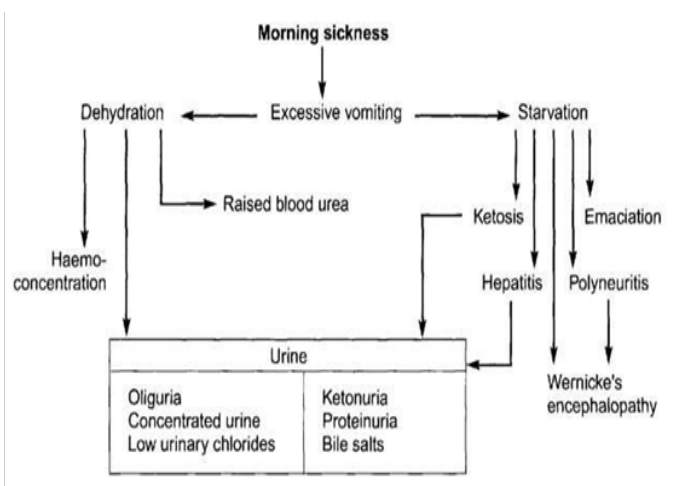 Morning sickness
Dehydration
Excessive vomiting
Starvation
Raised blood urea
Ketosis
Emaciation
Haemo-
concentration
Hepatitis
Polyneuritis
Urine
Wernicke's
encephalopathy
Oliguria
Concentrated urine
Low urinary chlorides
Ketonuria
Proteinuria
Bile salts